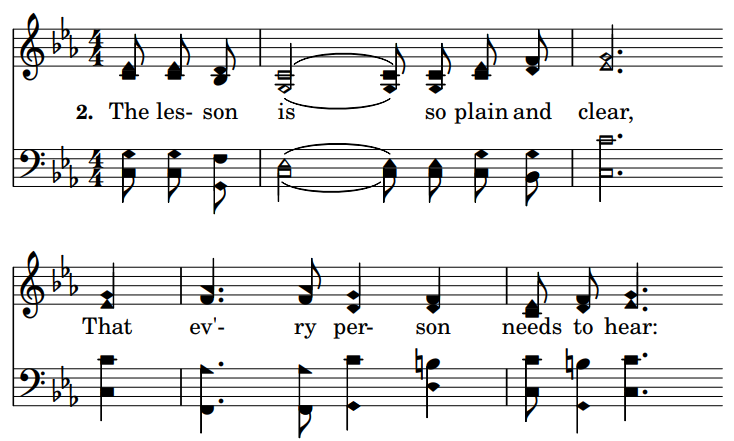 2. The les- son is so plain and clear,
That ev'- ry per- son needs to hear: